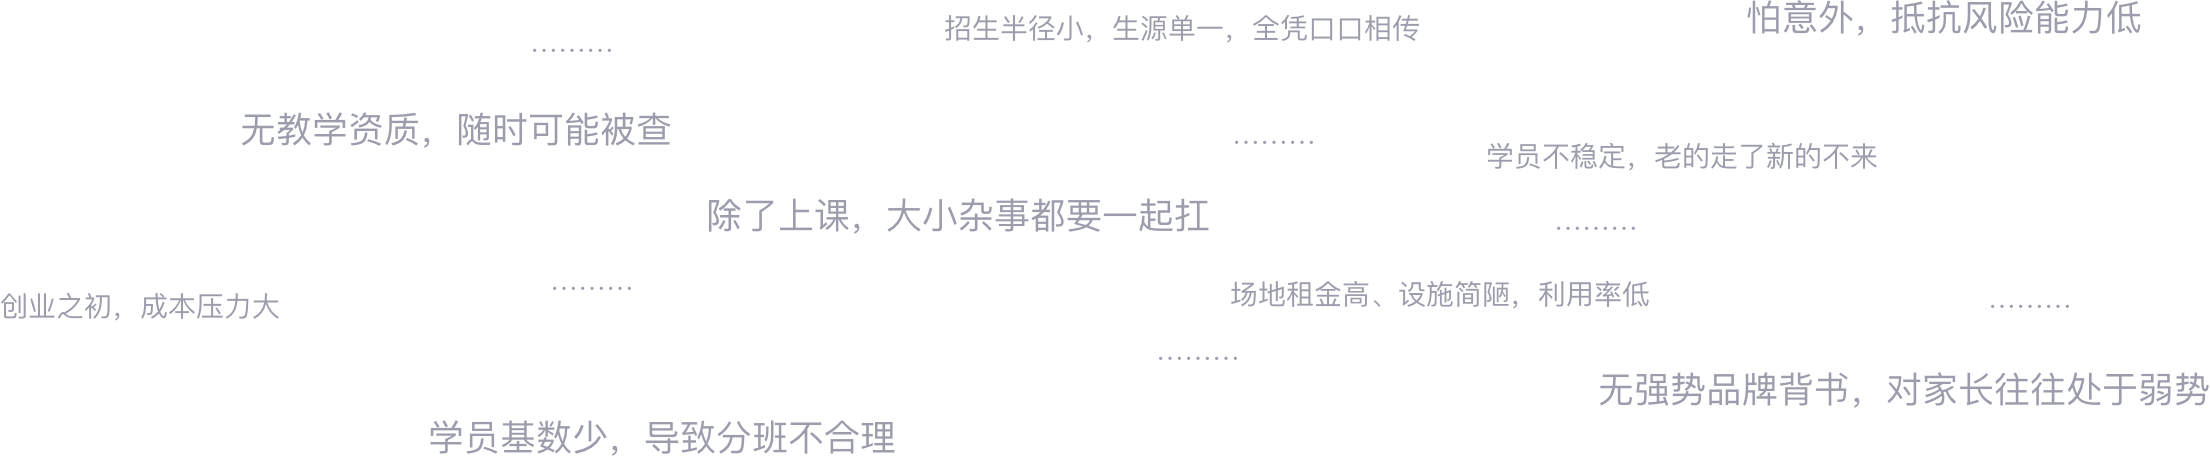 怕意外，抵抗风险能力低
招生半径小，生源单一，全凭口口相传
………
无教学资质，随时可能被查
………
学员不稳定，老的走了新的不来
除了上课，大小杂事都要一起扛
………
………
创业之初，成本压力大
场地租金高、设施简陋，利用率低
………
………
无强势品牌背书，对家长往往处于弱势
学员基数少，导致分班不合理